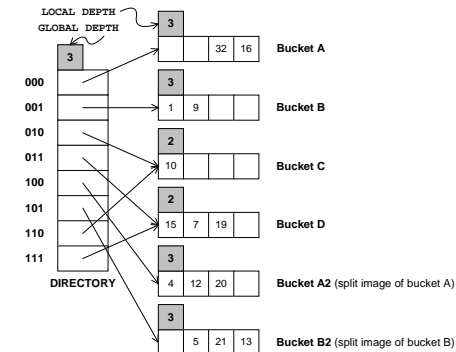 LOCAL DEPTH
GLOBAL DEPTH
3
3
32 16 Bucket A
000
3
001
1 9 Bucket B
010
2
011
10 Bucket C
100
2
101
15 7 19 Bucket D
110
3
111
4 12 20 Bucket A2 (split image of bucket A)
DIRECTORY
3
5 21 13 Bucket B2 (split image of bucket B)